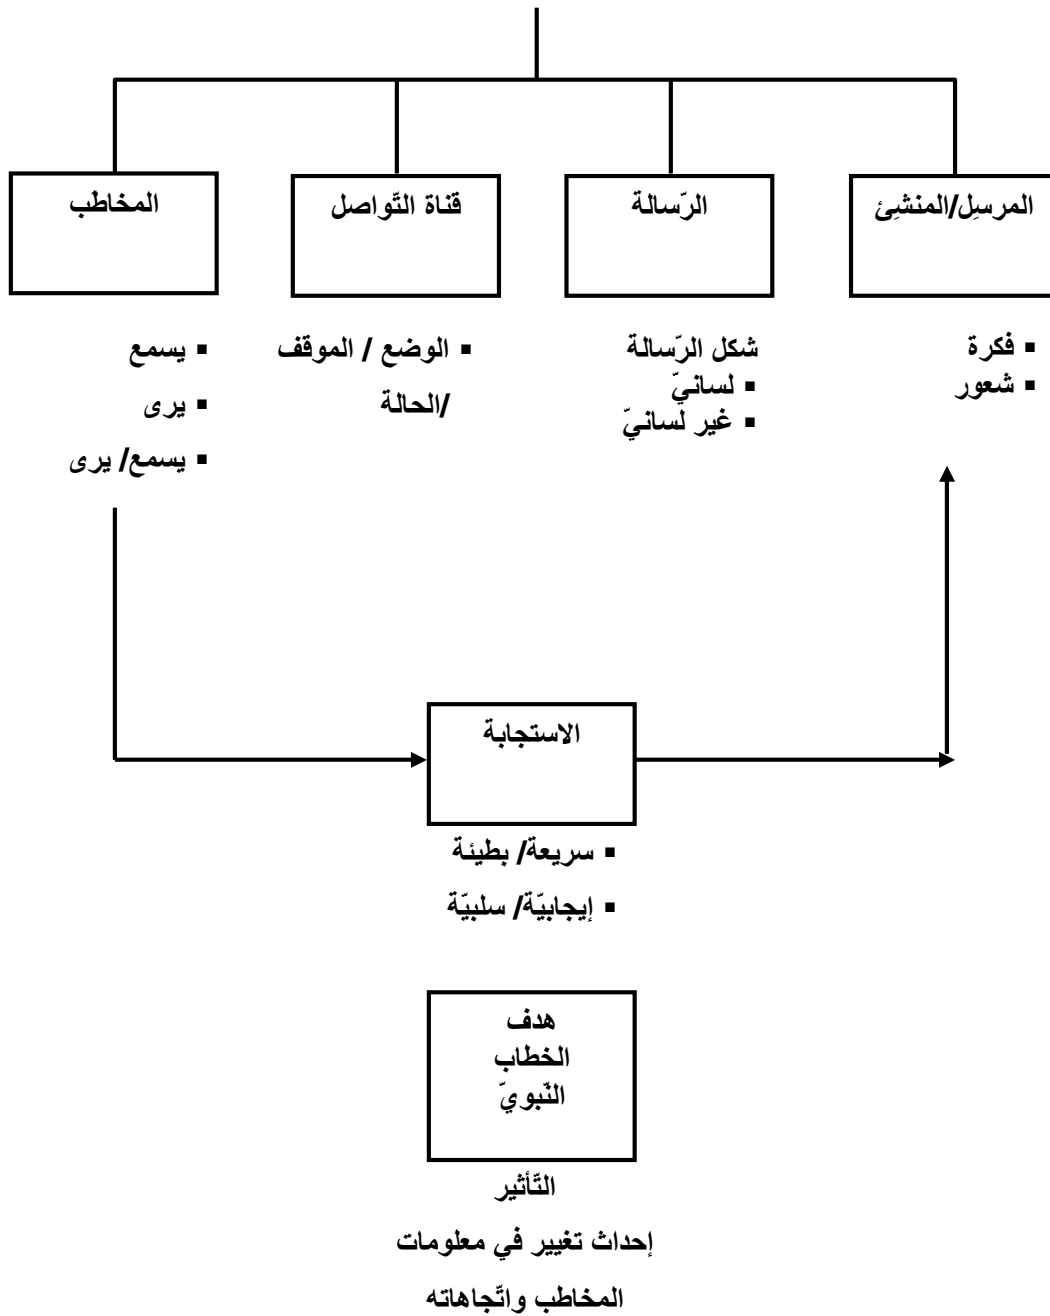 المرسِل/المنشِئ
▪ فكرة
▪ شعور
الرّسالة
شكل الرّسالة
▪ لسانيّ
▪ غير لسانيّ
قناة التّواصل
▪ الوضع / الموقف
/الحالة
المخاطب
▪ يسمع
▪ يرى
▪ يسمع/ يرى
الاستجابة
▪ سريعة/ بطيئة
▪ إيجابيّة/ سلبيّة
هدف
الخطاب
النّبويّ
التّأثير
إحداث تغيير في معلومات
المخاطب واتّجاهاته